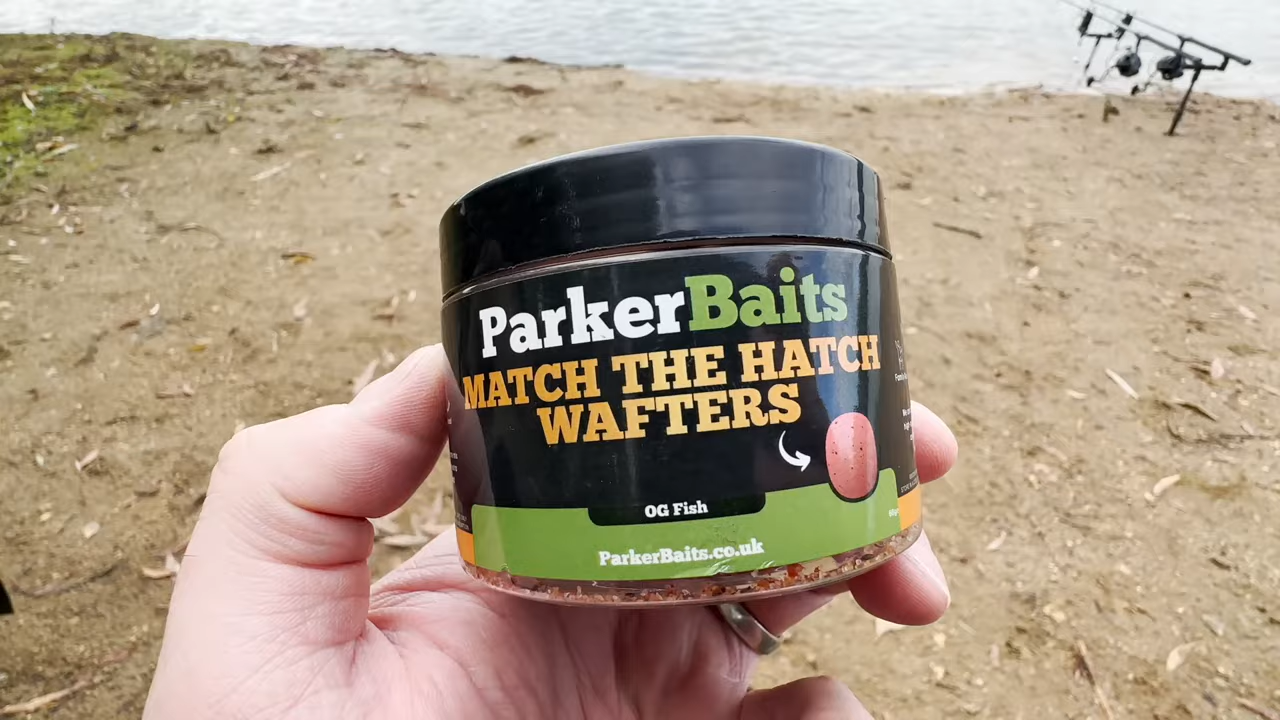 ParkerBaits
MATCH THE HATCH
WAFTERS
OG Fish
ParkerBaits.co.uk